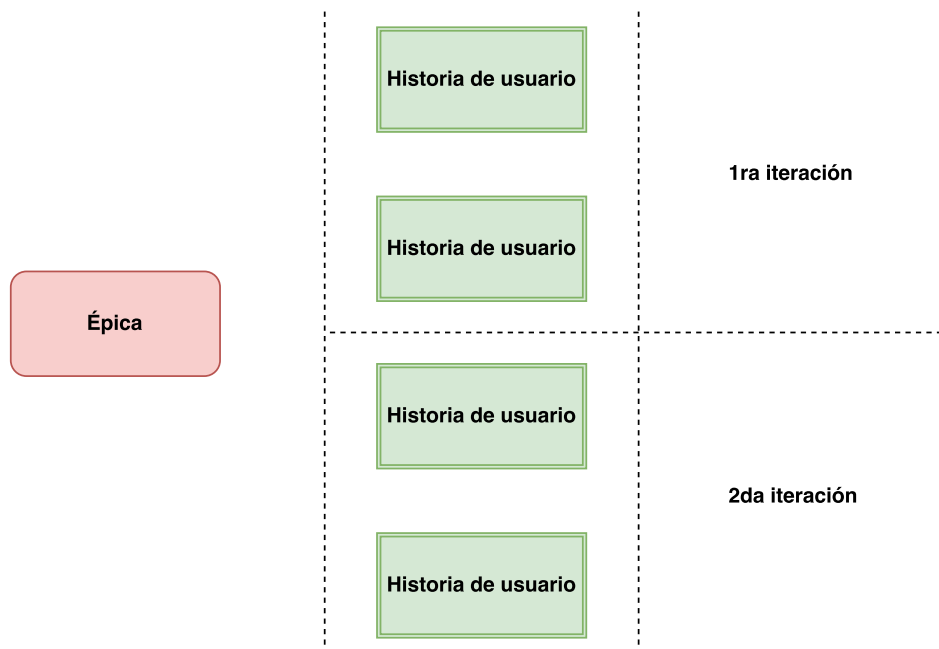 Historia de usuario
1ra iteración
Historia de usuario
Épica
Historia de usuario
2da iteración
Historia de usuario